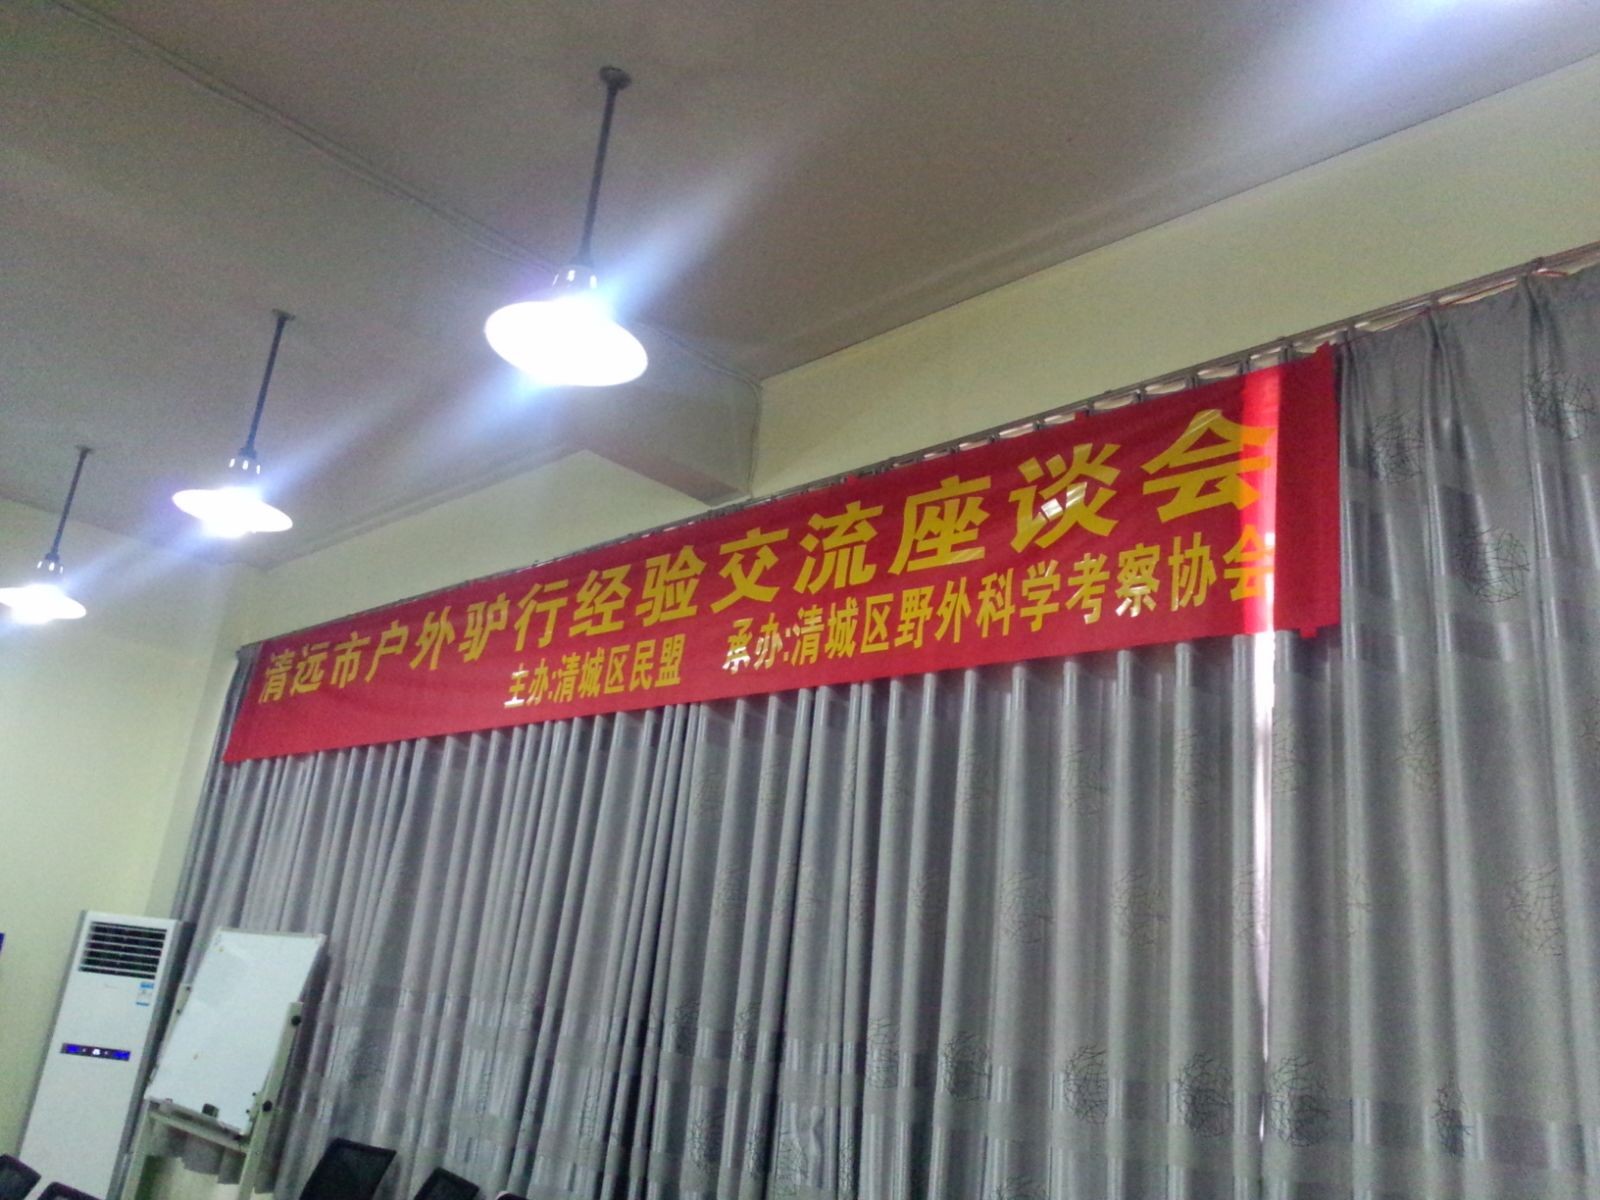 清远市户外驴行经验交流座谈会
主办:清城区民盟 承办:清城区野外科学考察协会